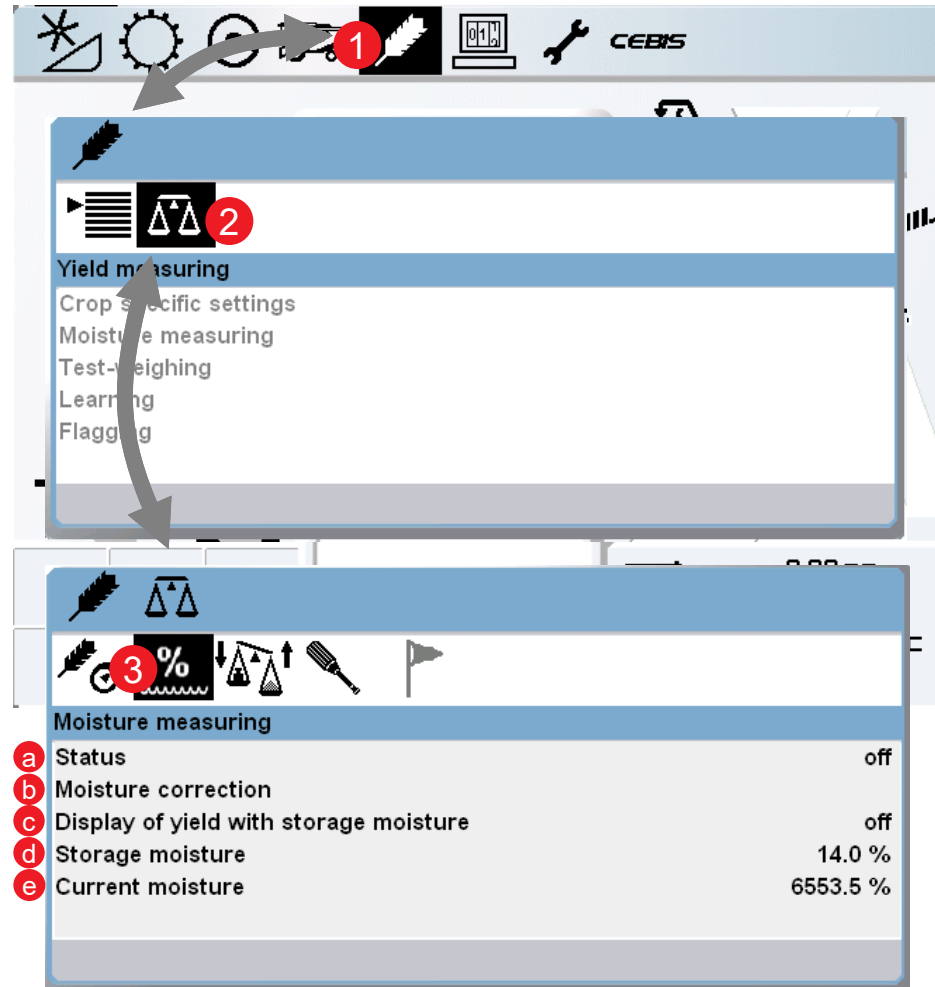 1
CEBIS
2
Yield measuring
Crop specific settings
Moisture measuring
Test-weighing
Learning
Flagging
3
%
Moisture measuring
a Status off
b Moisture correction
c Display of yield with storage moisture off
d Storage moisture 14.0 %
e Current moisture 6553.5 %